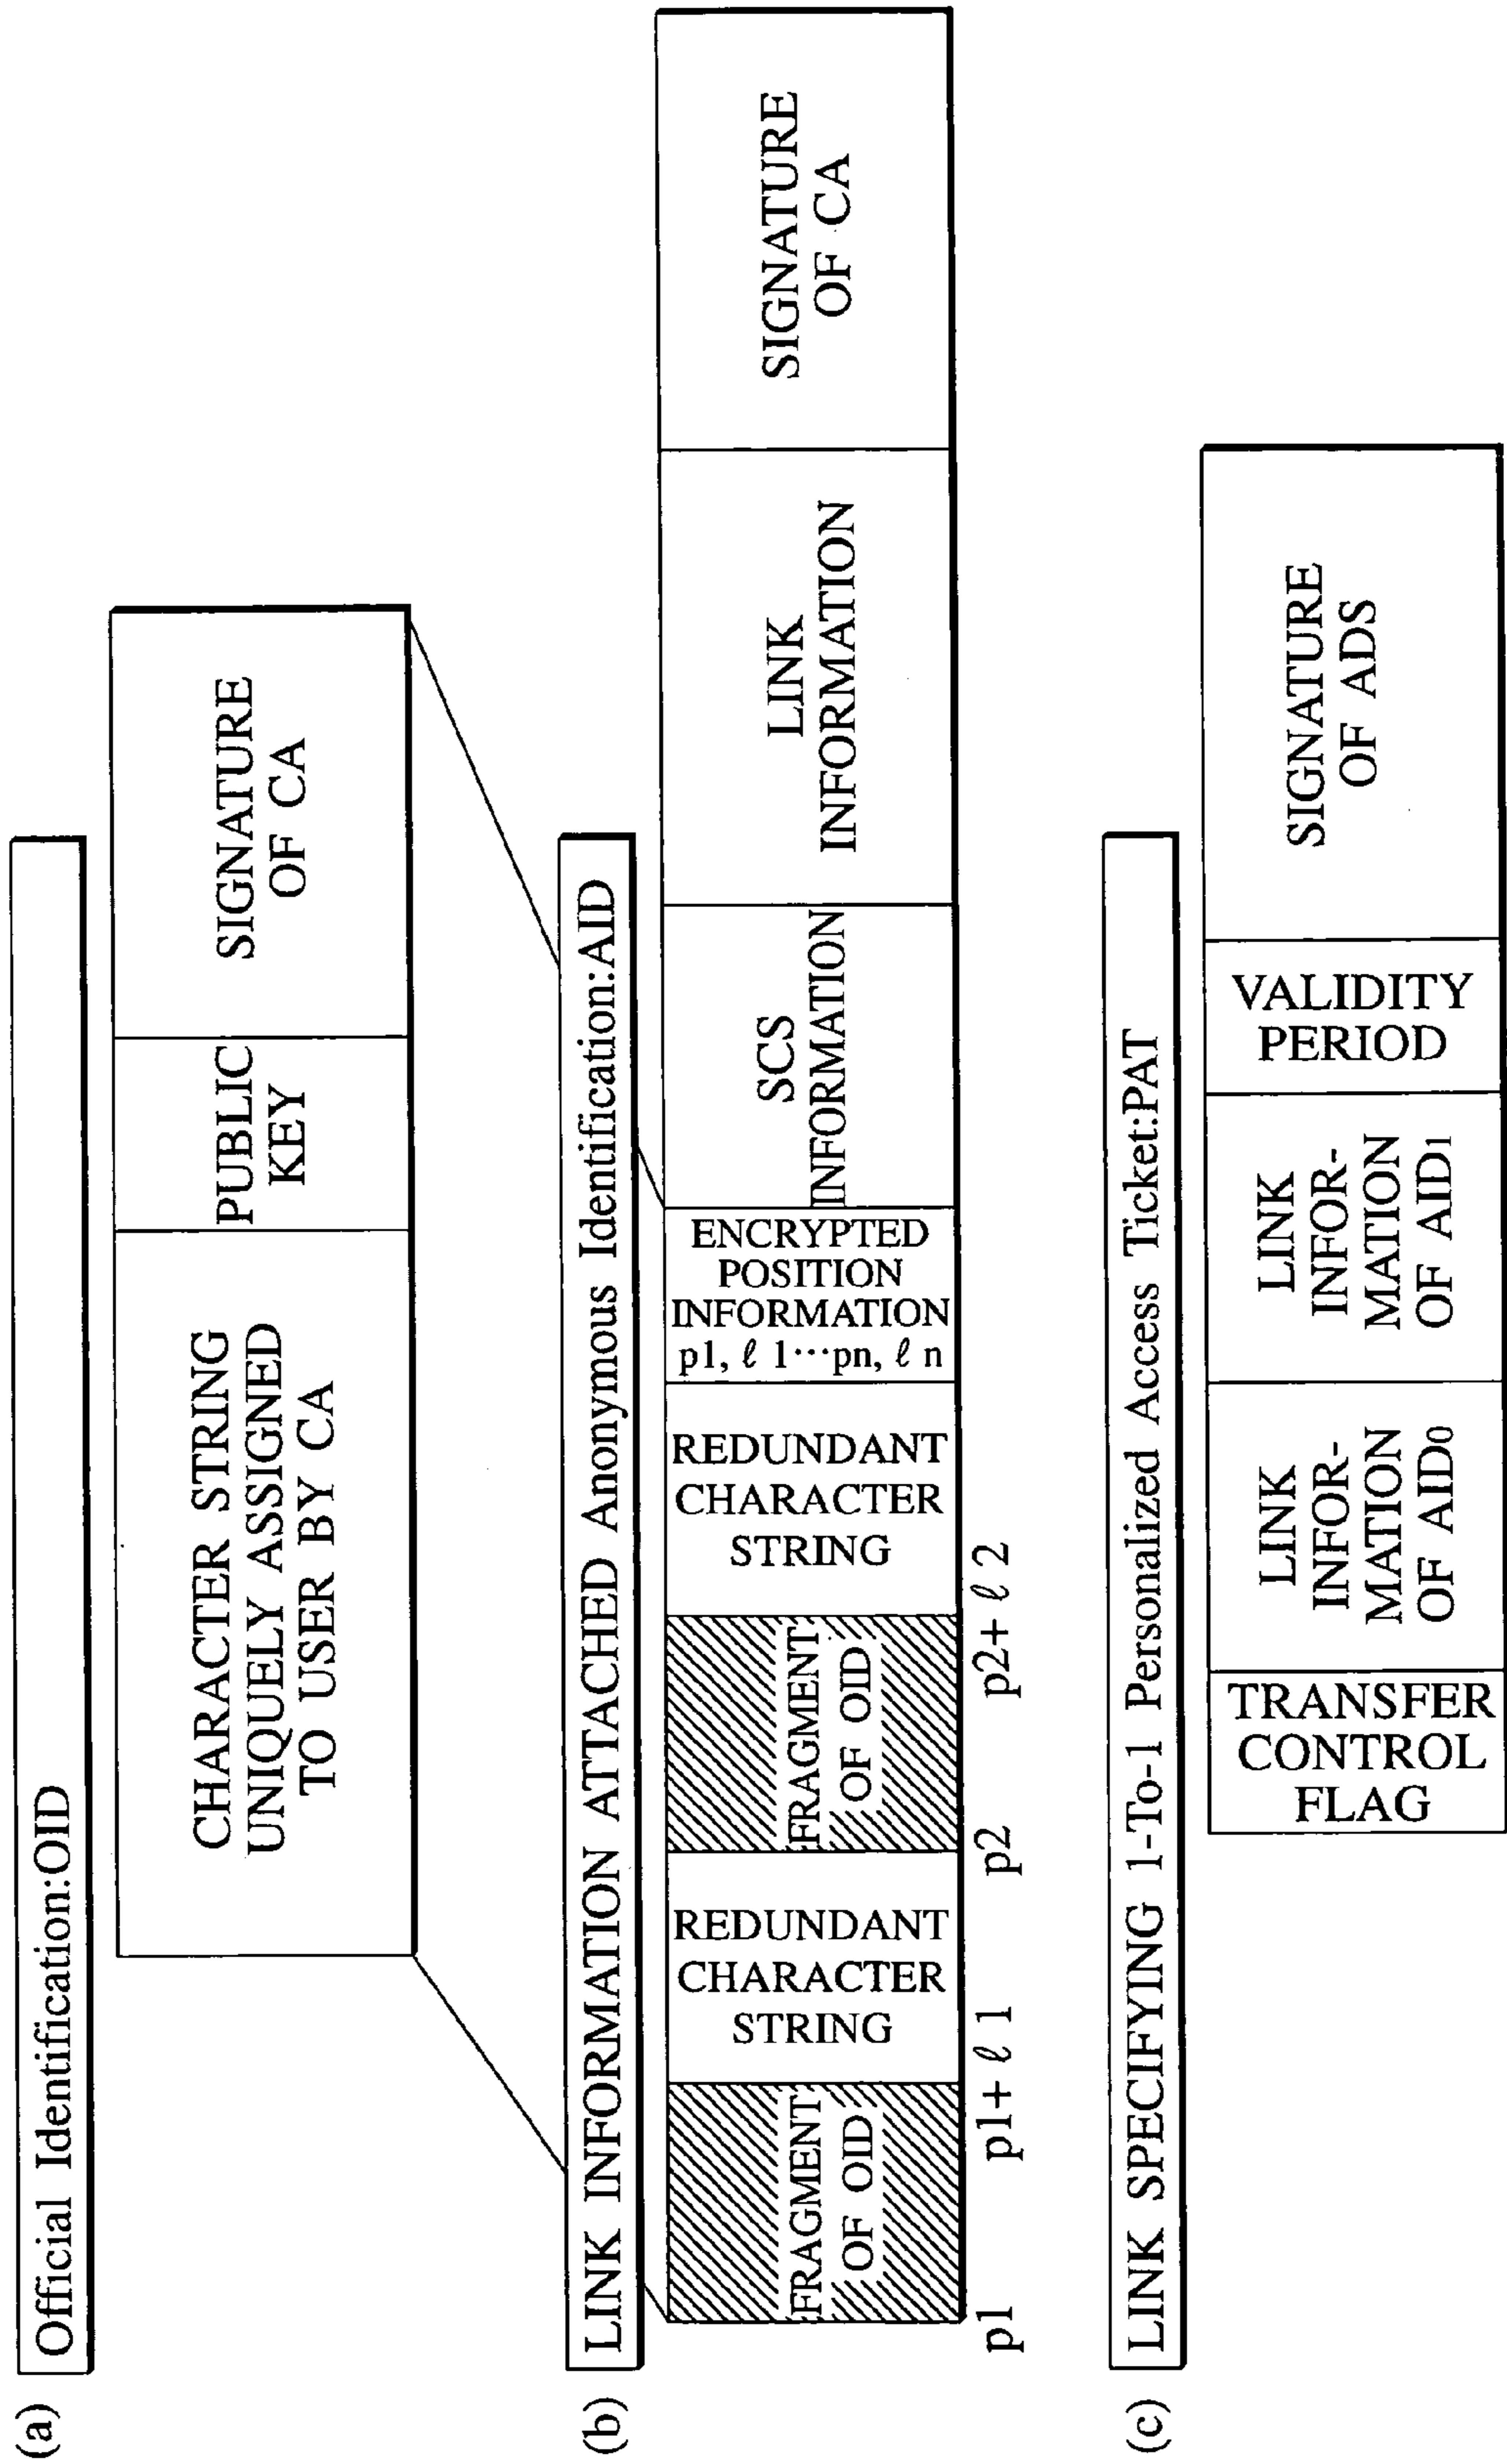 (a) Official Identification:OID
CHARACTER STRING
UNIQUELY ASSIGNED
TO USER BY CA
PUBLIC
KEY
SIGNATURE
OF CA
(b) LINK INFORMATION ATTACHED Anonymous Identification:AID
FRAGMENT
OF OID
REDUNDANT
CHARACTER
STRING
FRAGMENT
OF OID
REDUNDANT
CHARACTER
STRING
ENCRYPTED
POSITION
INFORMATION
p1, ℓ 1···pn, ℓ n
SCS
INFORMATION
LINK
INFORMATION
SIGNATURE
OF CA
p1 p1+ ℓ 1 p2 p2+ ℓ 2
(c) LINK SPECIFYING 1-To-1 Personalized Access Ticket:PAT
TRANSFER
CONTROL
FLAG
LINK
INFOR-
MATION
OF AID0
LINK
INFOR-
MATION
OF AID1
VALIDITY
PERIOD
SIGNATURE
OF ADS